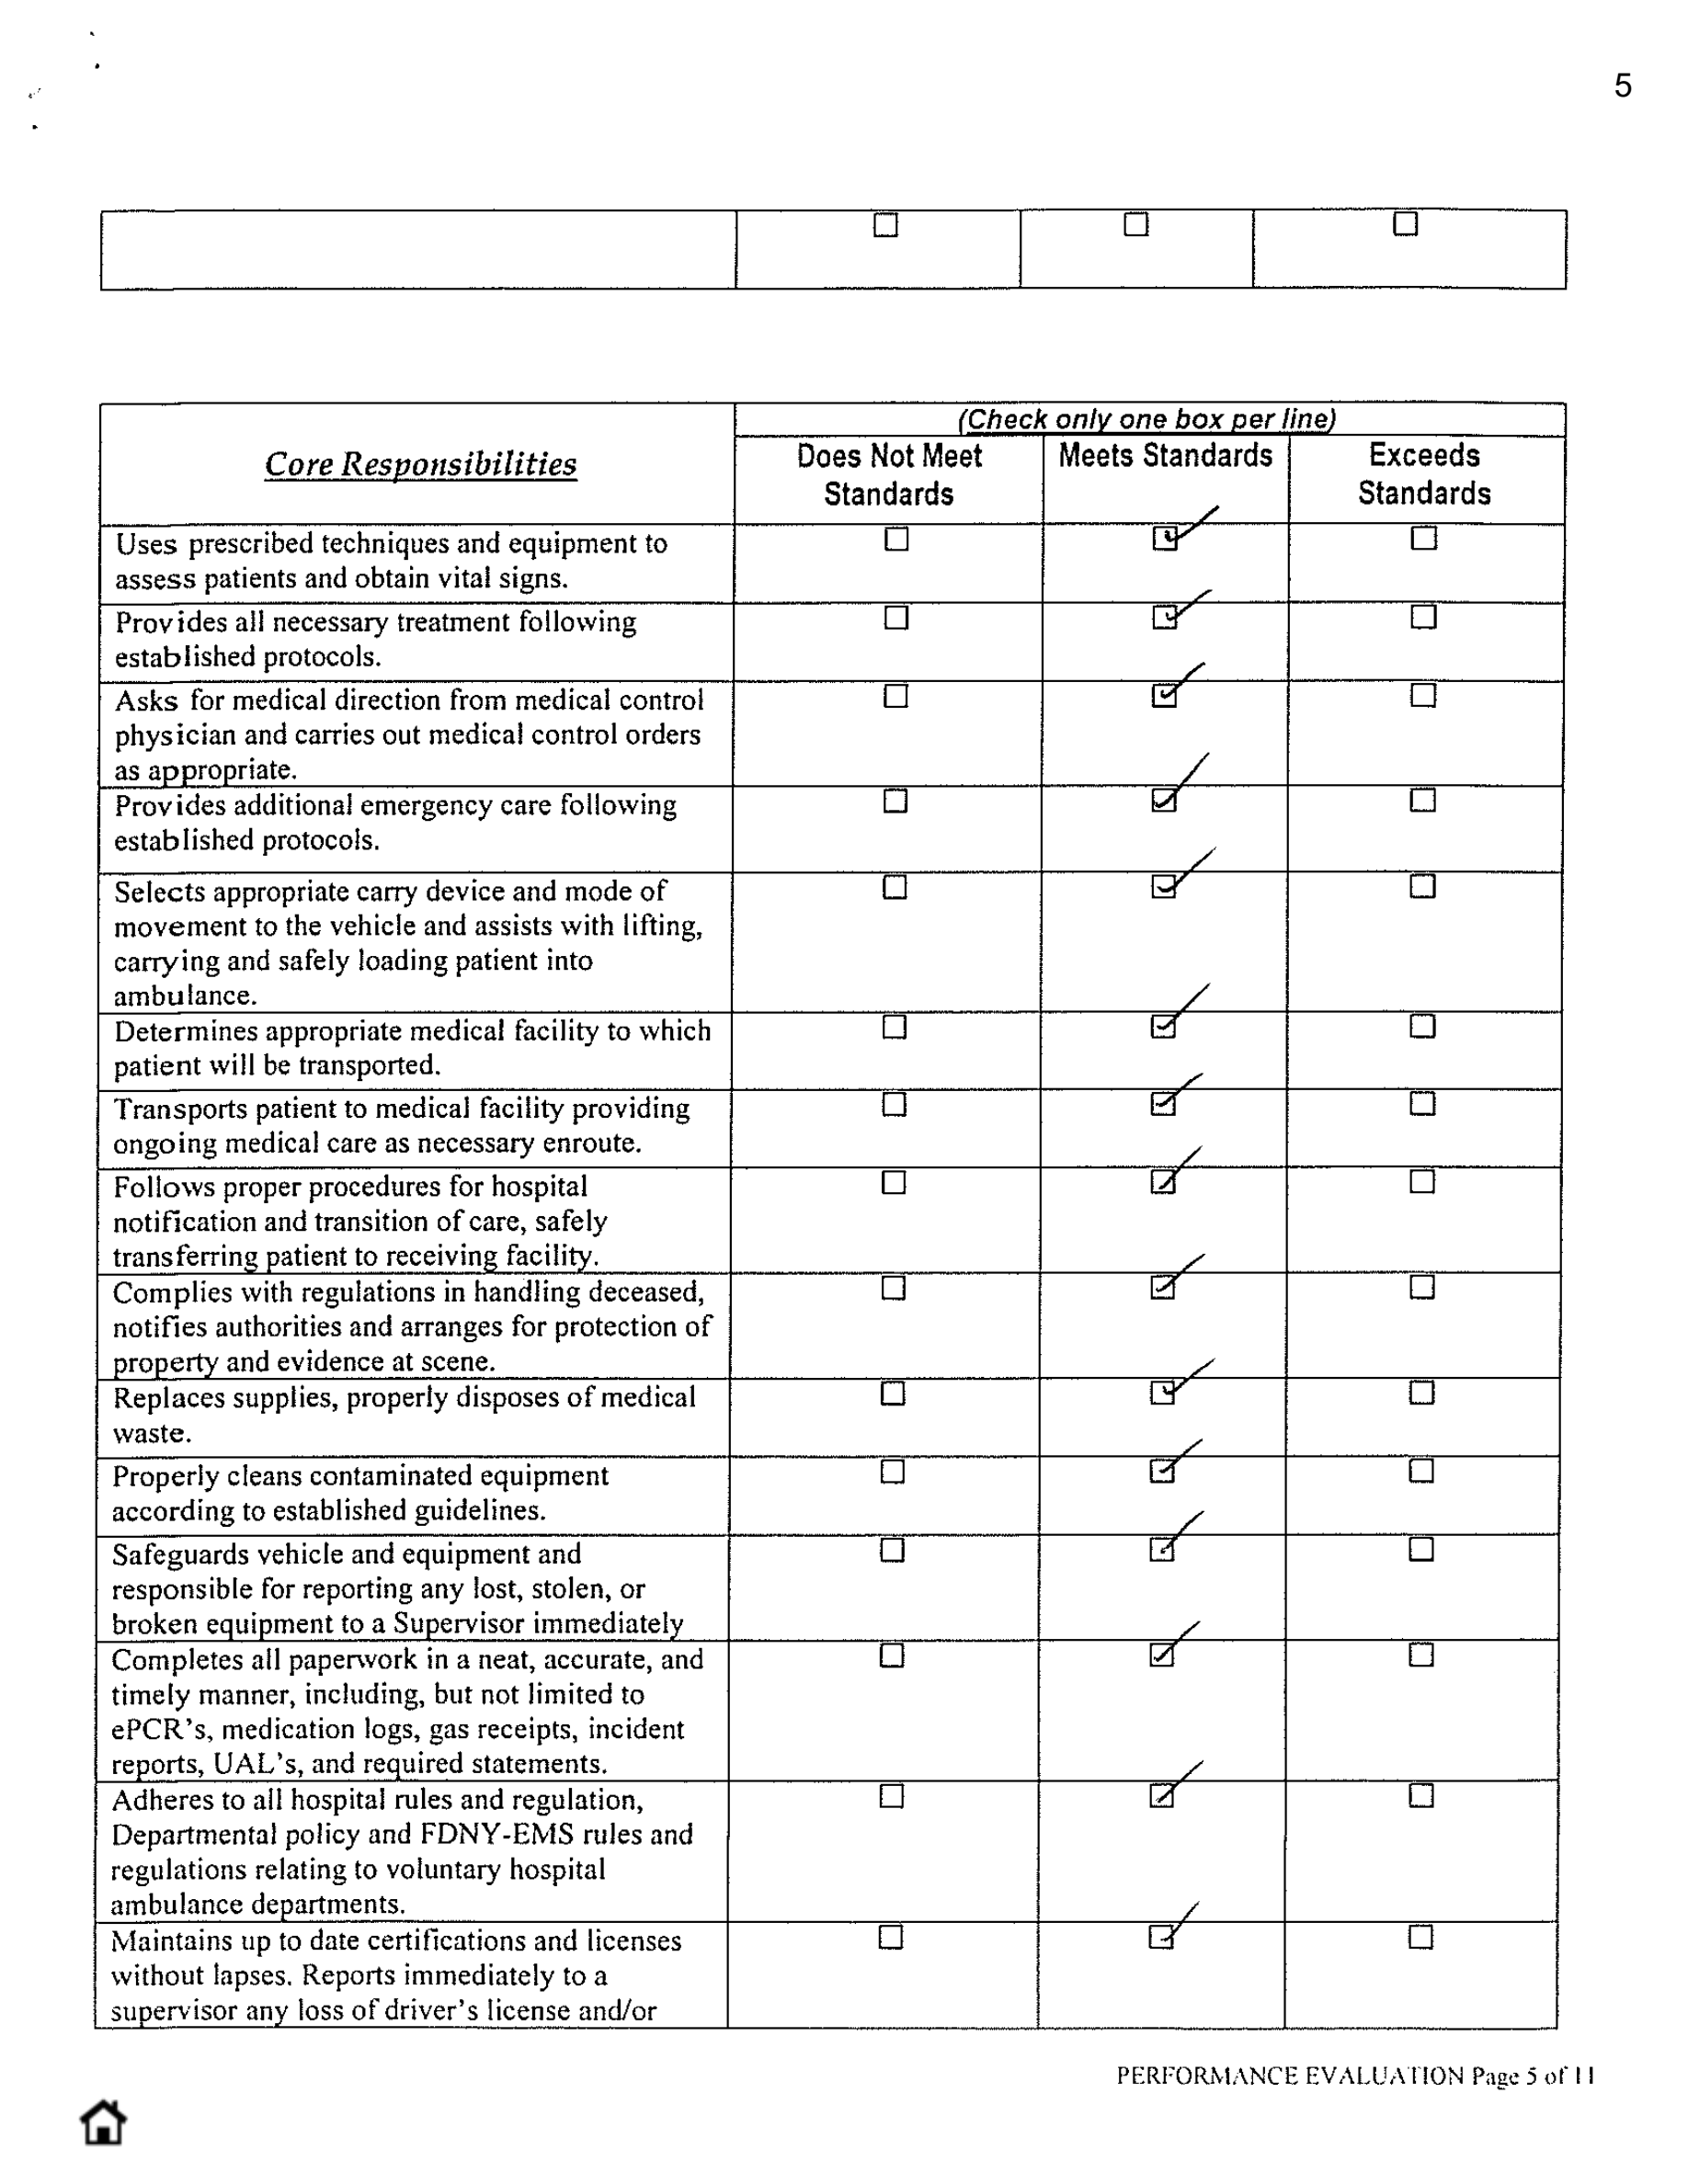 5
(Check only one box per line)
Core Responsibilities
Does Not Meet
Standards
Meets Standards
Exceeds
Standards
Uses prescribed techniques and equipment to
assess patients and obtain vital signs.
Provides all necessary treatment following
established protocols.
Asks for medical direction from medical control
physician and carries out medical control orders
as appropriate.
Provides additional emergency care following
established protocols.
Selects appropriate carry device and mode of
movement to the vehicle and assists with lifting,
carrying and safely loading patient into
ambulance.
Determines appropriate medical facility to which
patient will be transported.
Transports patient to medical facility providing
ongoing medical care as necessary enroute.
Follows proper procedures for hospital
notification and transition of care, safely
transferring patient to receiving facility.
Complies with regulations in handling deceased,
notifies authorities and arranges for protection of
property and evidence at scene.
Replaces supplies, properly disposes of medical
waste.
Properly cleans contaminated equipment
according to established guidelines.
Safeguards vehicle and equipment and
responsible for reporting any lost, stolen, or
broken equipment to a Supervisor immediately
Completes all paperwork in a neat, accurate, and
timely manner, including, but not limited to
ePCR's, medication logs, gas receipts, incident
reports, UAL's, and required statements.
Adheres to all hospital rules and regulation,
Departmental policy and FDNY-EMS rules and
regulations relating to voluntary hospital
ambulance departments.
Maintains up to date certifications and licenses
without lapses. Reports immediately to a
supervisor any loss of driver's license and/or
PERFORMANCE EVALUATION Page 5 of 11